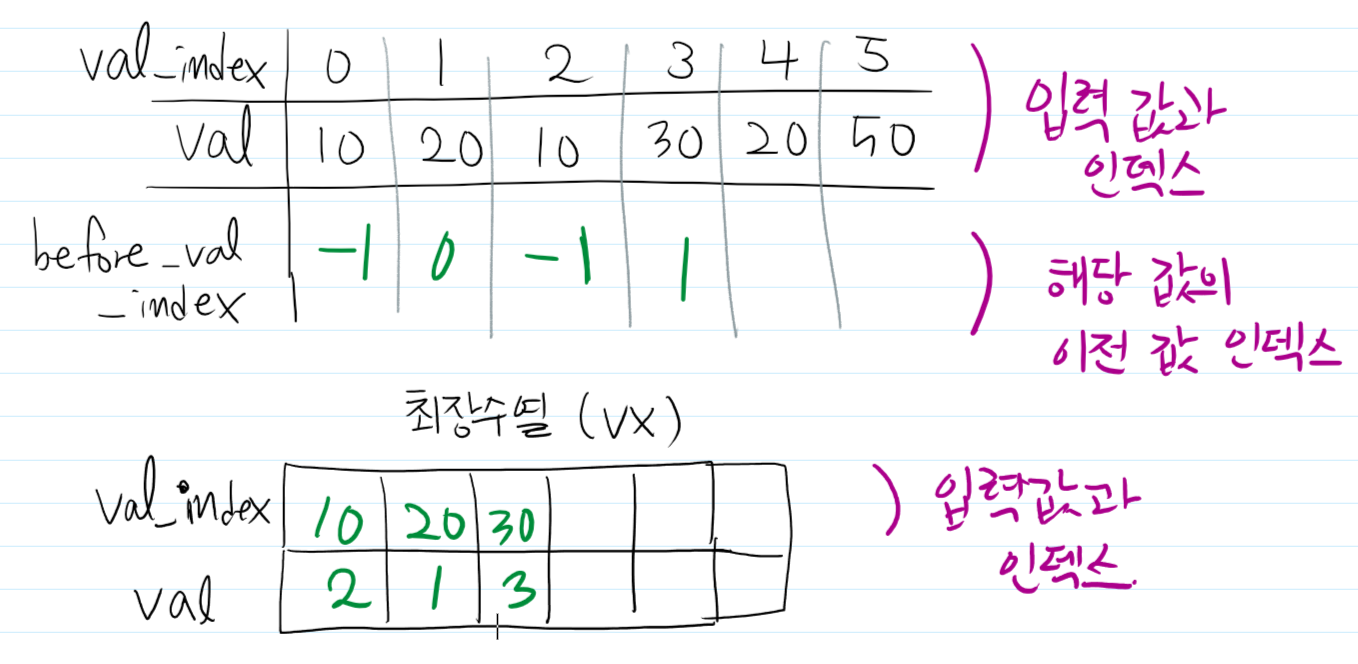 val_index 0 1 2 3 4 5
val 10 20 10 30 20 50
입력 값과
인덱스
before_val
_index
-1 0 -1 1
해당 값의
이전 값 인덱스
최장수열 (VX)
val_index 10 20 30
val 2 1 3
입력값과
인덱스.